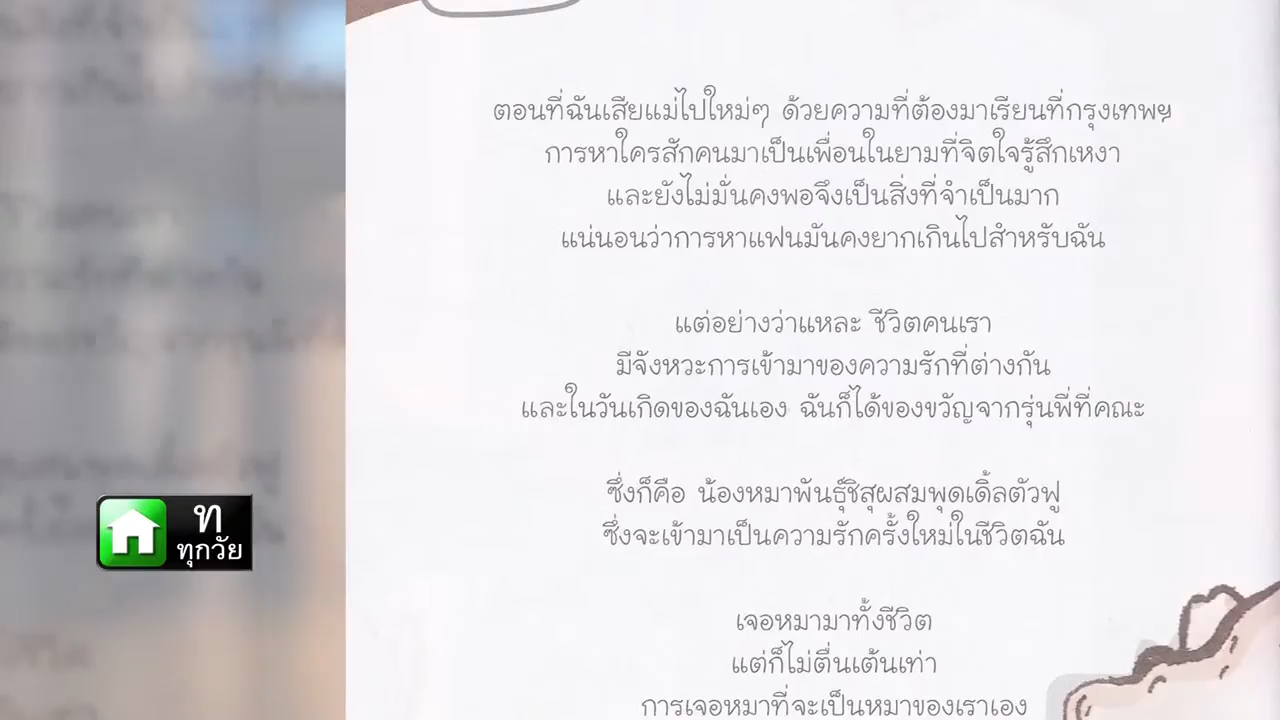 ตอนที่ฉันเสียแม่ไปใหม่ๆ ด้วยความที่ต้องมาเรียนที่กรุงเทพฯ
การหาใครสักคนมาเป็นเพื่อนในยามที่จิตใจรู้สึกเหงา
และยังไม่มั่นคงพอจึงเป็นสิ่งที่จำเป็นมาก
แน่นอนว่าการหาแฟนมันคงยากเกินไปสำหรับฉัน
แต่อย่างว่าแหละ ชีวิตคนเรา
มีจังหวะการเข้ามาของความรักที่ต่างกัน
และในวันเกิดของฉันเอง ฉันก็ได้ของขวัญจากรุ่นพี่ที่คณะ
ซึ่งก็คือ น้องหมาพันธุ์ชิสุผสมพุดเดิ้ลตัวฟู
ซึ่งจะเข้ามาเป็นความรักครั้งใหม่ในชีวิตฉัน
เจอหมามาทั้งชีวิต
แต่ก็ไม่ตื่นเต้นเท่า
การเจอหมาที่จะเป็นหมาของเราเอง
ท
ทุกวัย